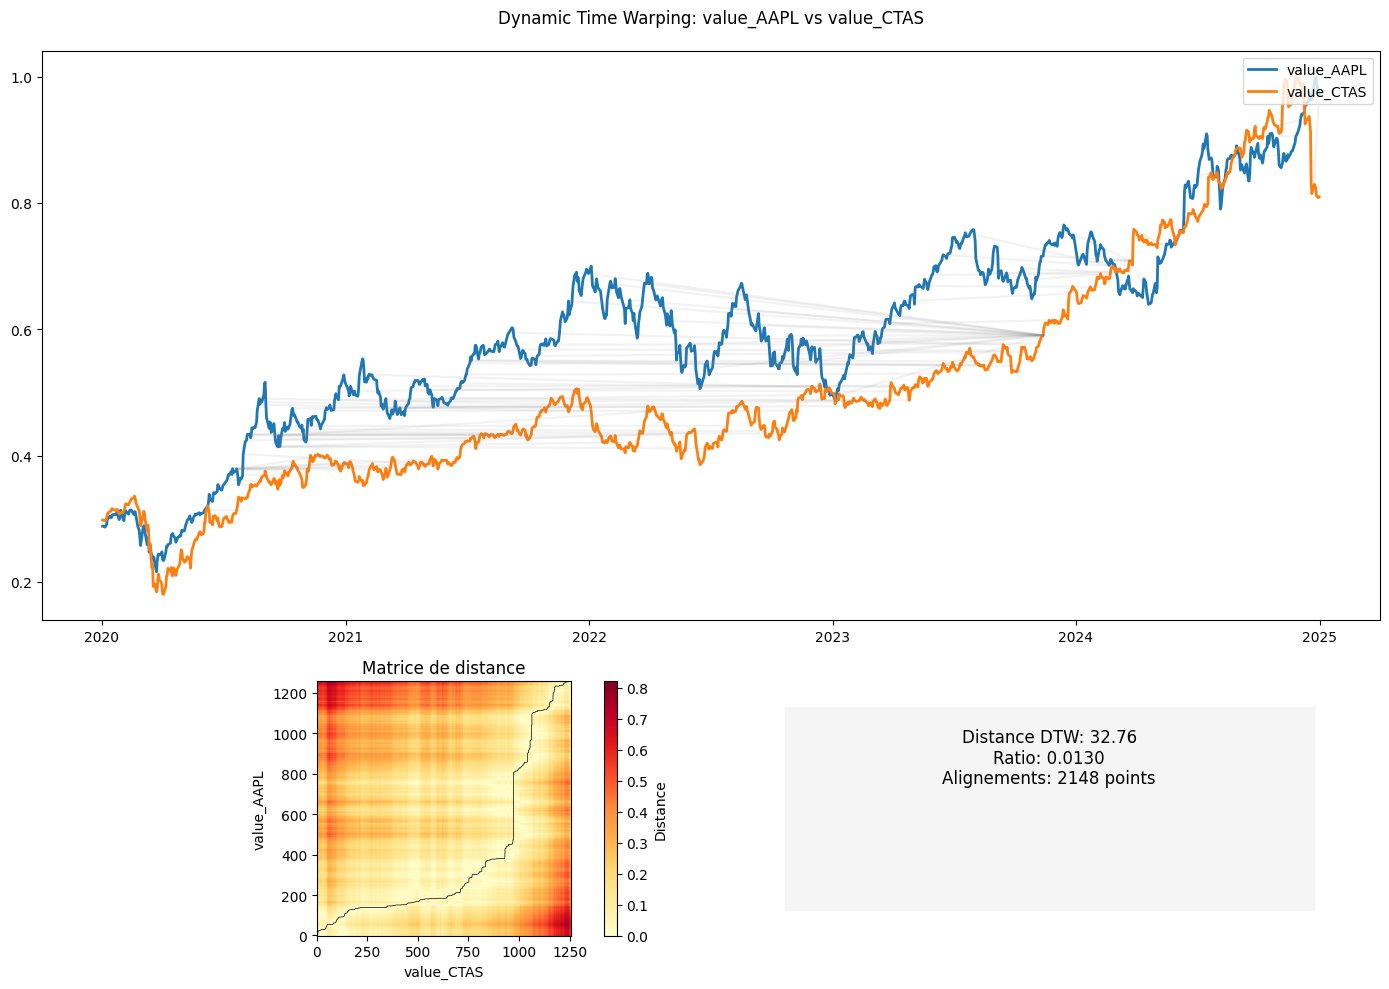 Dynamic Time Warping: value_AAPL vs value_CTAS
1.0
0.8
0.6
0.4
0.2
value_AAPL
value_CTAS
2020 2021 2022 2023 2024 2025
Matrice de distance
value_AAPL
1200
1000
800
600
400
200
0
0 250 500 750 1000 1250
value_CTAS
0.8
0.7
0.6
0.5
0.4
0.3
0.2
0.1
0.0
Distance
Distance DTW: 32.76
Ratio: 0.0130
Alignements: 2148 points